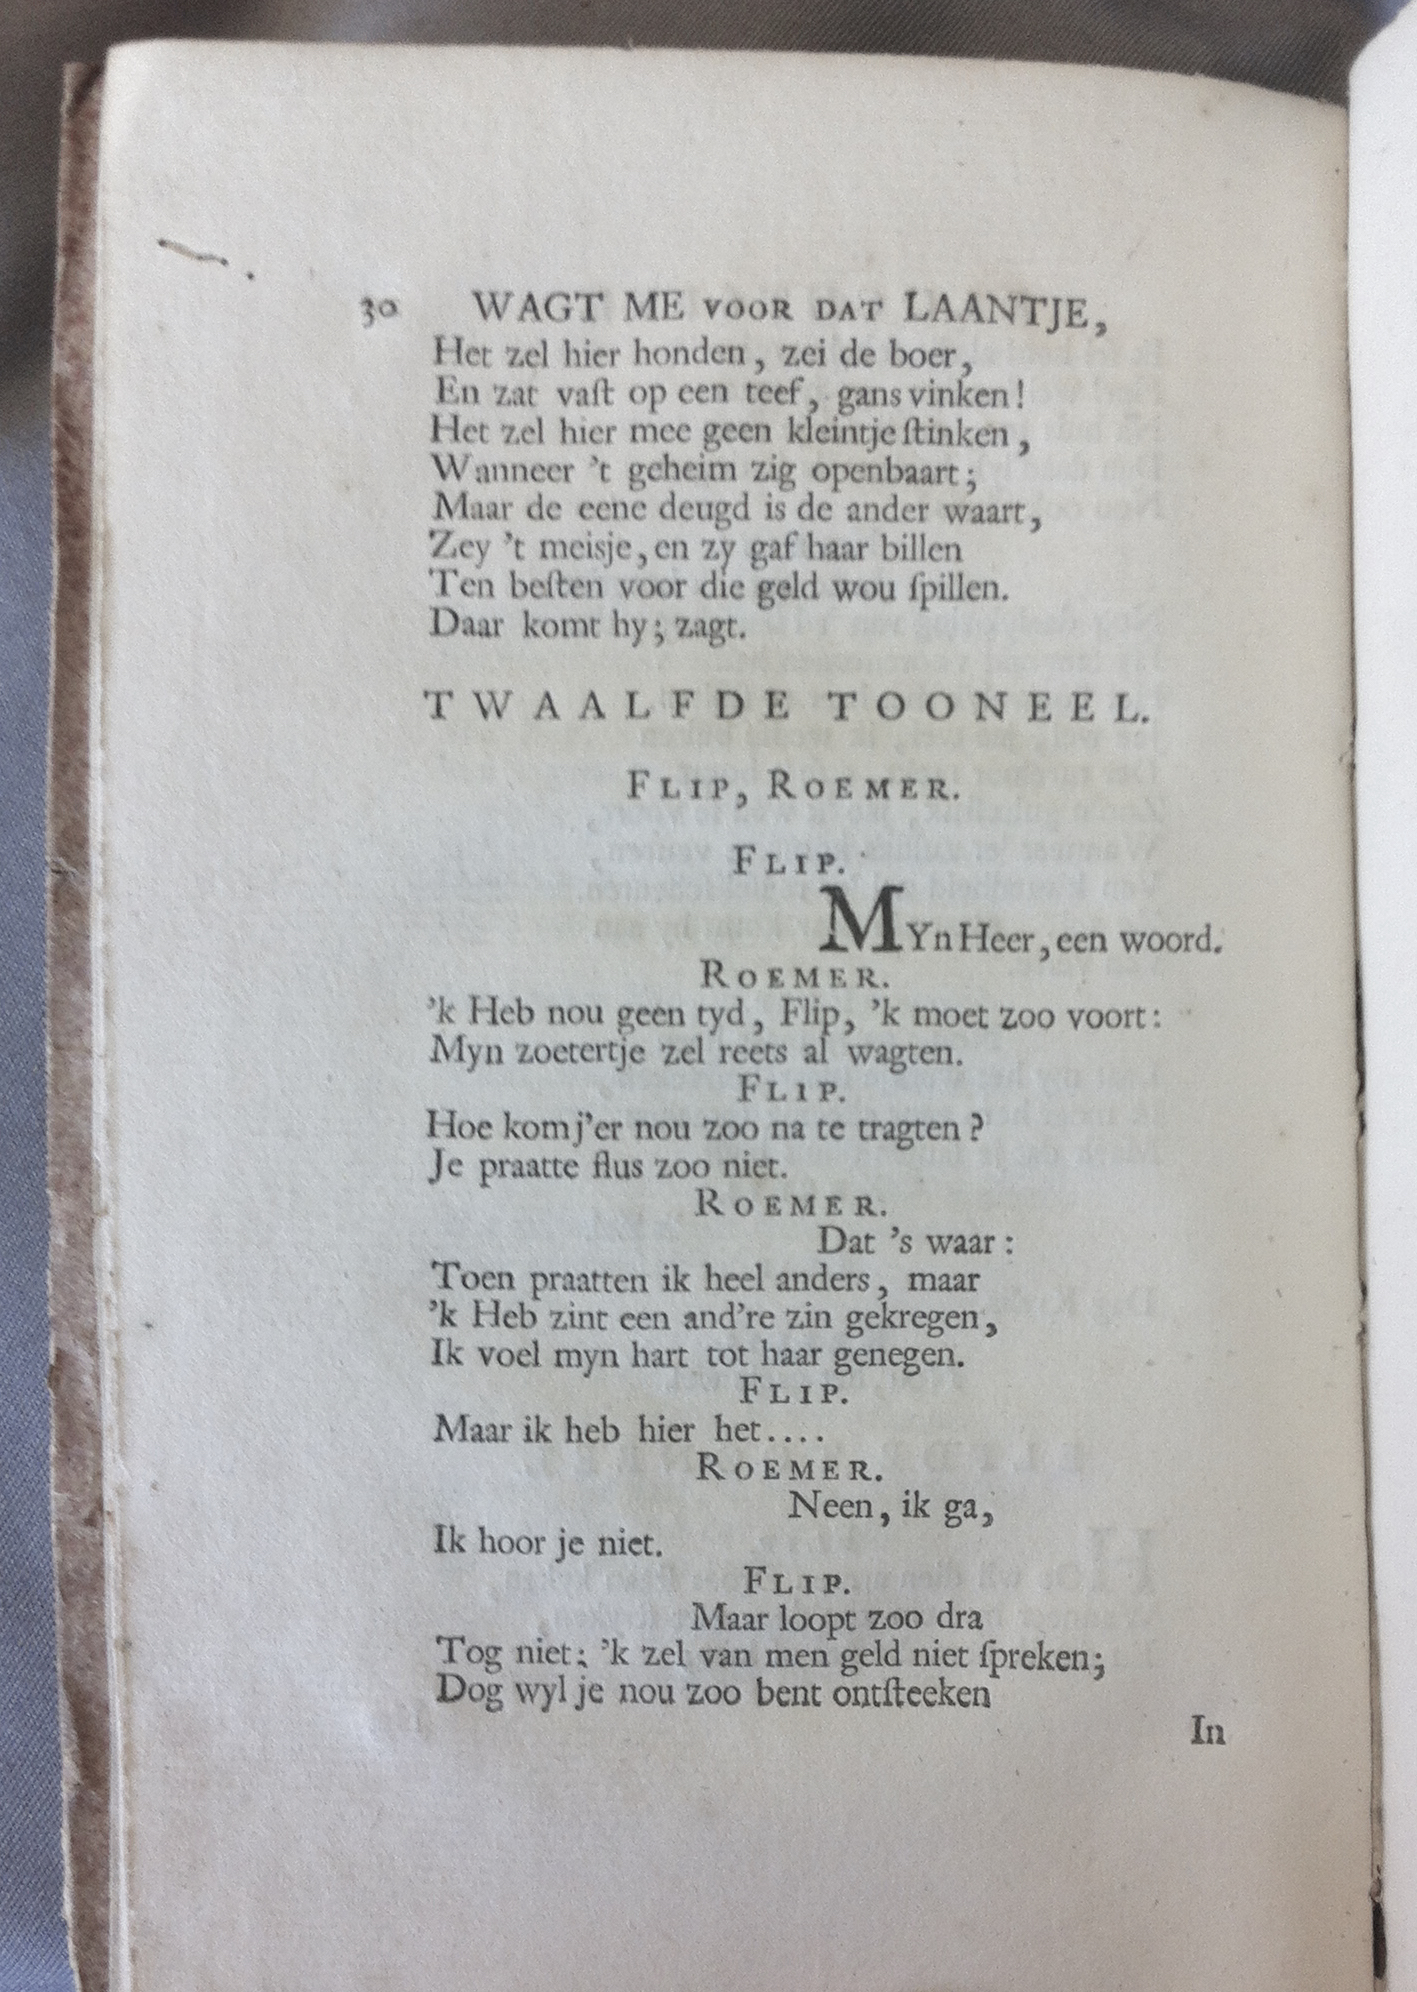 30 WAGT ME VOOR DAT LAANTJE,
Het zel hier honden, zei de boer,
En zat vaſt op een teef, gans vinken!
Het zel hier mee geen kleintje ſtinken,
Wanneer 't geheim zig openbaart;
Maar de eene deugd is de ander waart,
Zey 't meisje, en zy gaf haar billen
Ten beſten voor die geld wou ſpillen.
Daar komt hy; zagt.
TWAALFDE TOONEEL.
FLIP, ROEMER.
FLIP.
MYn Heer, een woord.
ROEMER.
'k Heb nou geen tyd, Flip, 'k moet zoo voort:
Myn zoetertje zel reets al wagten.
FLIP.
Hoe kom j'er nou zoo na te tragten?
Je praatte flus zoo niet.
ROEMER.
Dat 's waar:
Toen praatten ik heel anders, maar
'k Heb zint een and're zin gekregen,
Ik voel myn hart tot haar genegen.
FLIP.
Maar ik heb hier het....
ROEMER.
Neen, ik ga,
Ik hoor je niet.
FLIP.
Maar loopt zoo dra
Tog niet; 'k zel van men geld niet ſpreken;
Dog wyl je nou zoo bent ontſteeken
In